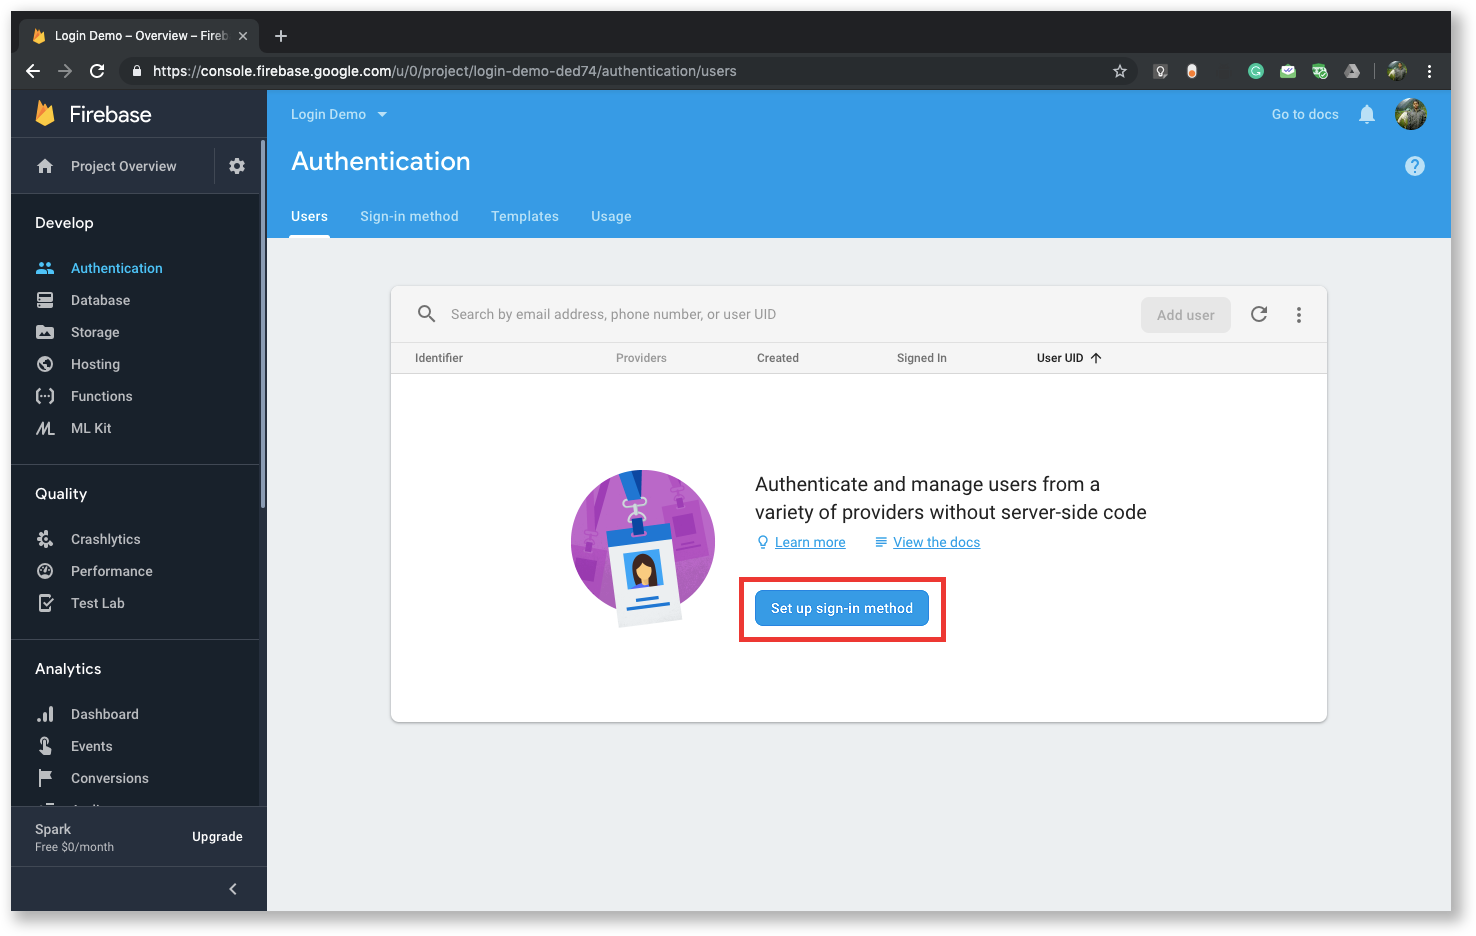 Login Demo – Overview – Fireb
https://console.firebase.google.com/u/0/project/login-demo-ded74/authentication/users
Firebase
Project Overview
Develop
Authentication
Database
Storage
Hosting
Functions
ML Kit
Quality
Crashlytics
Performance
Test Lab
Analytics
Dashboard
Events
Conversions
Spark
Free $0/month
Upgrade
Login Demo
Go to docs
Authentication
Users
Sign-in method
Templates
Usage
Search by email address, phone number, or user UID
Add user
Identifier
Providers
Created
Signed In
User UID
Authenticate and manage users from a
variety of providers without server-side code
Learn more
View the docs
Set up sign-in method